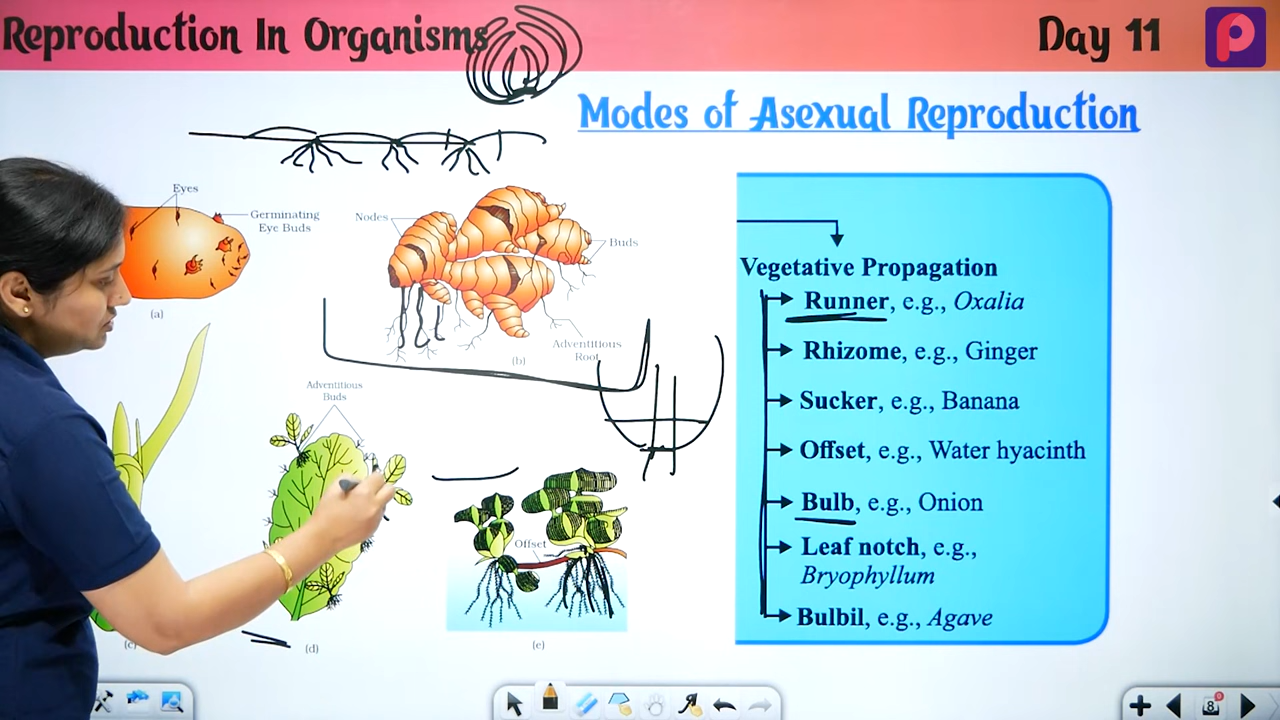 Reproduction In Organisms
Day 11
Modes of Asexual Reproduction
Eyes
Germinating
Eye Buds
(a)
Nodes
Buds
Adventitious
Root
(b)
Adventitious
Buds
(c)
(d)
Offset
(e)
Vegetative Propagation
Runner, e.g., Oxalia
Rhizome, e.g., Ginger
Sucker, e.g., Banana
Offset, e.g., Water hyacinth
Bulb, e.g., Onion
Leaf notch, e.g.,
Bryophyllum
Bulbil, e.g., Agave
8